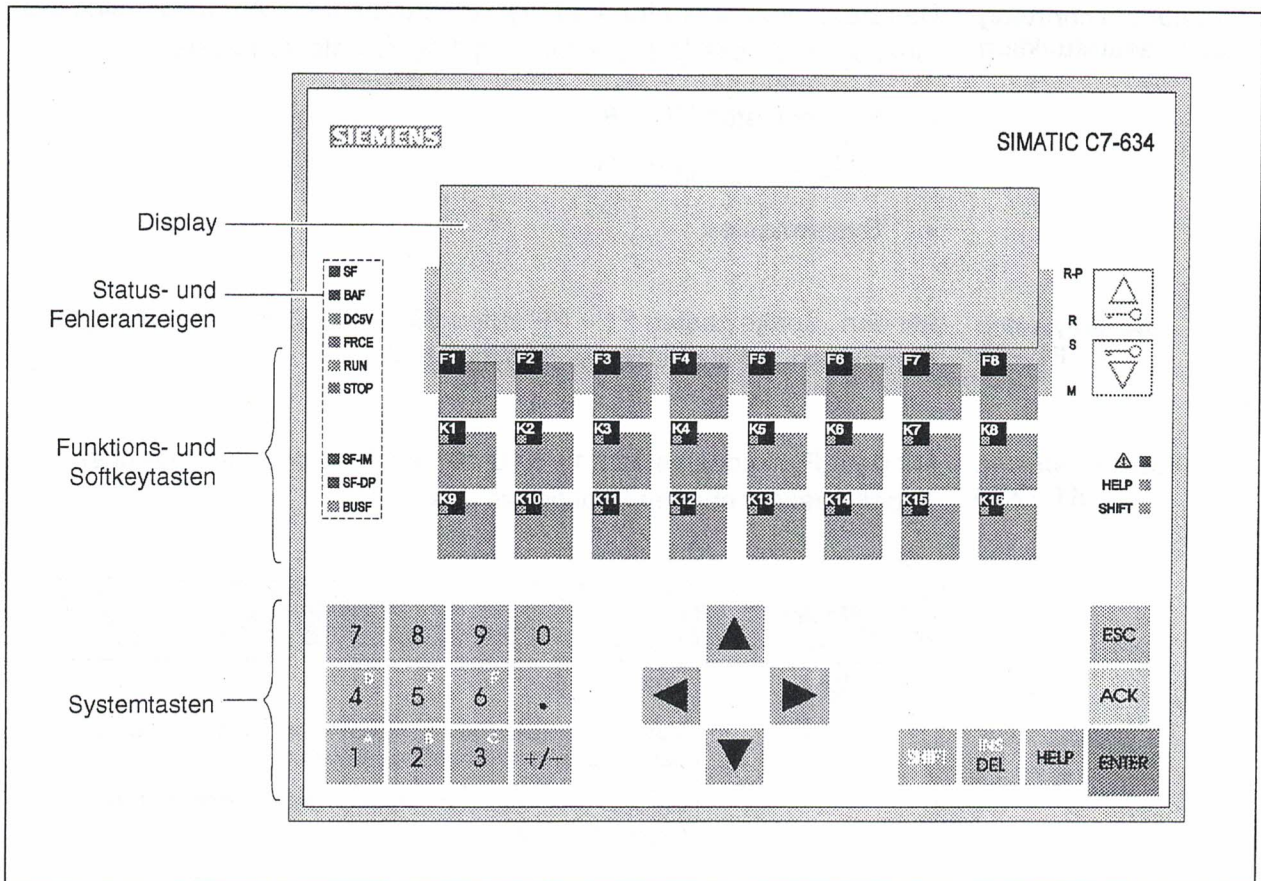 SIEMENS
SIMATIC C7-634
Display
Status- und
Fehleranzeigen
SF
BAF
DC5V
FRCE
RUN
STOP
SF-IM
SF-DP
BUSF
R-P
R
S
M
Funktions- und
Softkeytasten
F1 F2 F3 F4 F5 F6 F7 F8
K1 K2 K3 K4 K5 K6 K7 K8
K9 K10 K11 K12 K13 K14 K15 K16
HELP
SHIFT
Systemtasten
7 8 9 0
D E F
4 5 6 .
A B C
1 2 3 +/-
ESC
ACK
SHIFT
INS
DEL
HELP
ENTER